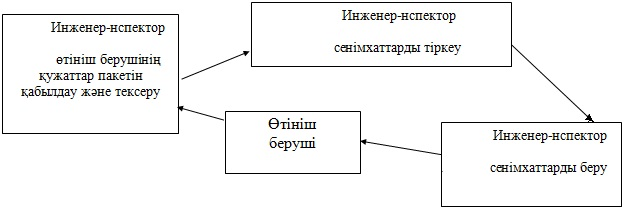 Инженер-нспектор
өтініш берушінің
құжаттар пакетін
қабылдау және тексеру
Инженер-нспектор
сенімхаттарды тіркеу
Өтініш
беруші
Инженер-нспектор
сенімхаттарды беру